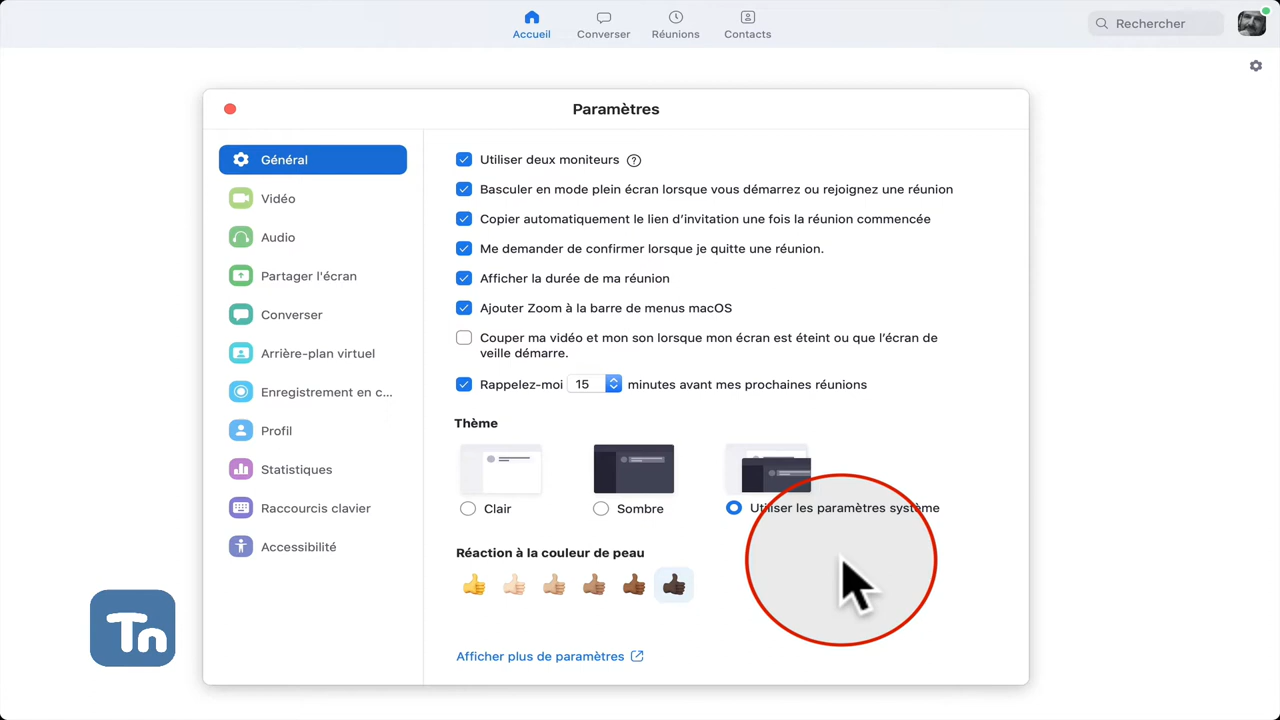 Accueil
Converser
Réunions
Contacts
Rechercher
Paramètres
Général
Vidéo
Audio
Partager l'écran
Converser
Arrière-plan virtuel
Enregistrement en c...
Profil
Statistiques
Raccourcis clavier
Accessibilité
Utiliser deux moniteurs ?
Basculer en mode plein écran lorsque vous démarrez ou rejoignez une réunion
Copier automatiquement le lien d’invitation une fois la réunion commencée
Me demander de confirmer lorsque je quitte une réunion.
Afficher la durée de ma réunion
Ajouter Zoom à la barre de menus macOS
Couper ma vidéo et mon son lorsque mon écran est éteint ou que l’écran de
veille démarre.
Rappelez-moi 15 minutes avant mes prochaines réunions
Thème
Clair
Sombre
Utiliser les paramètres système
Réaction à la couleur de peau
Afficher plus de paramètres
Tn